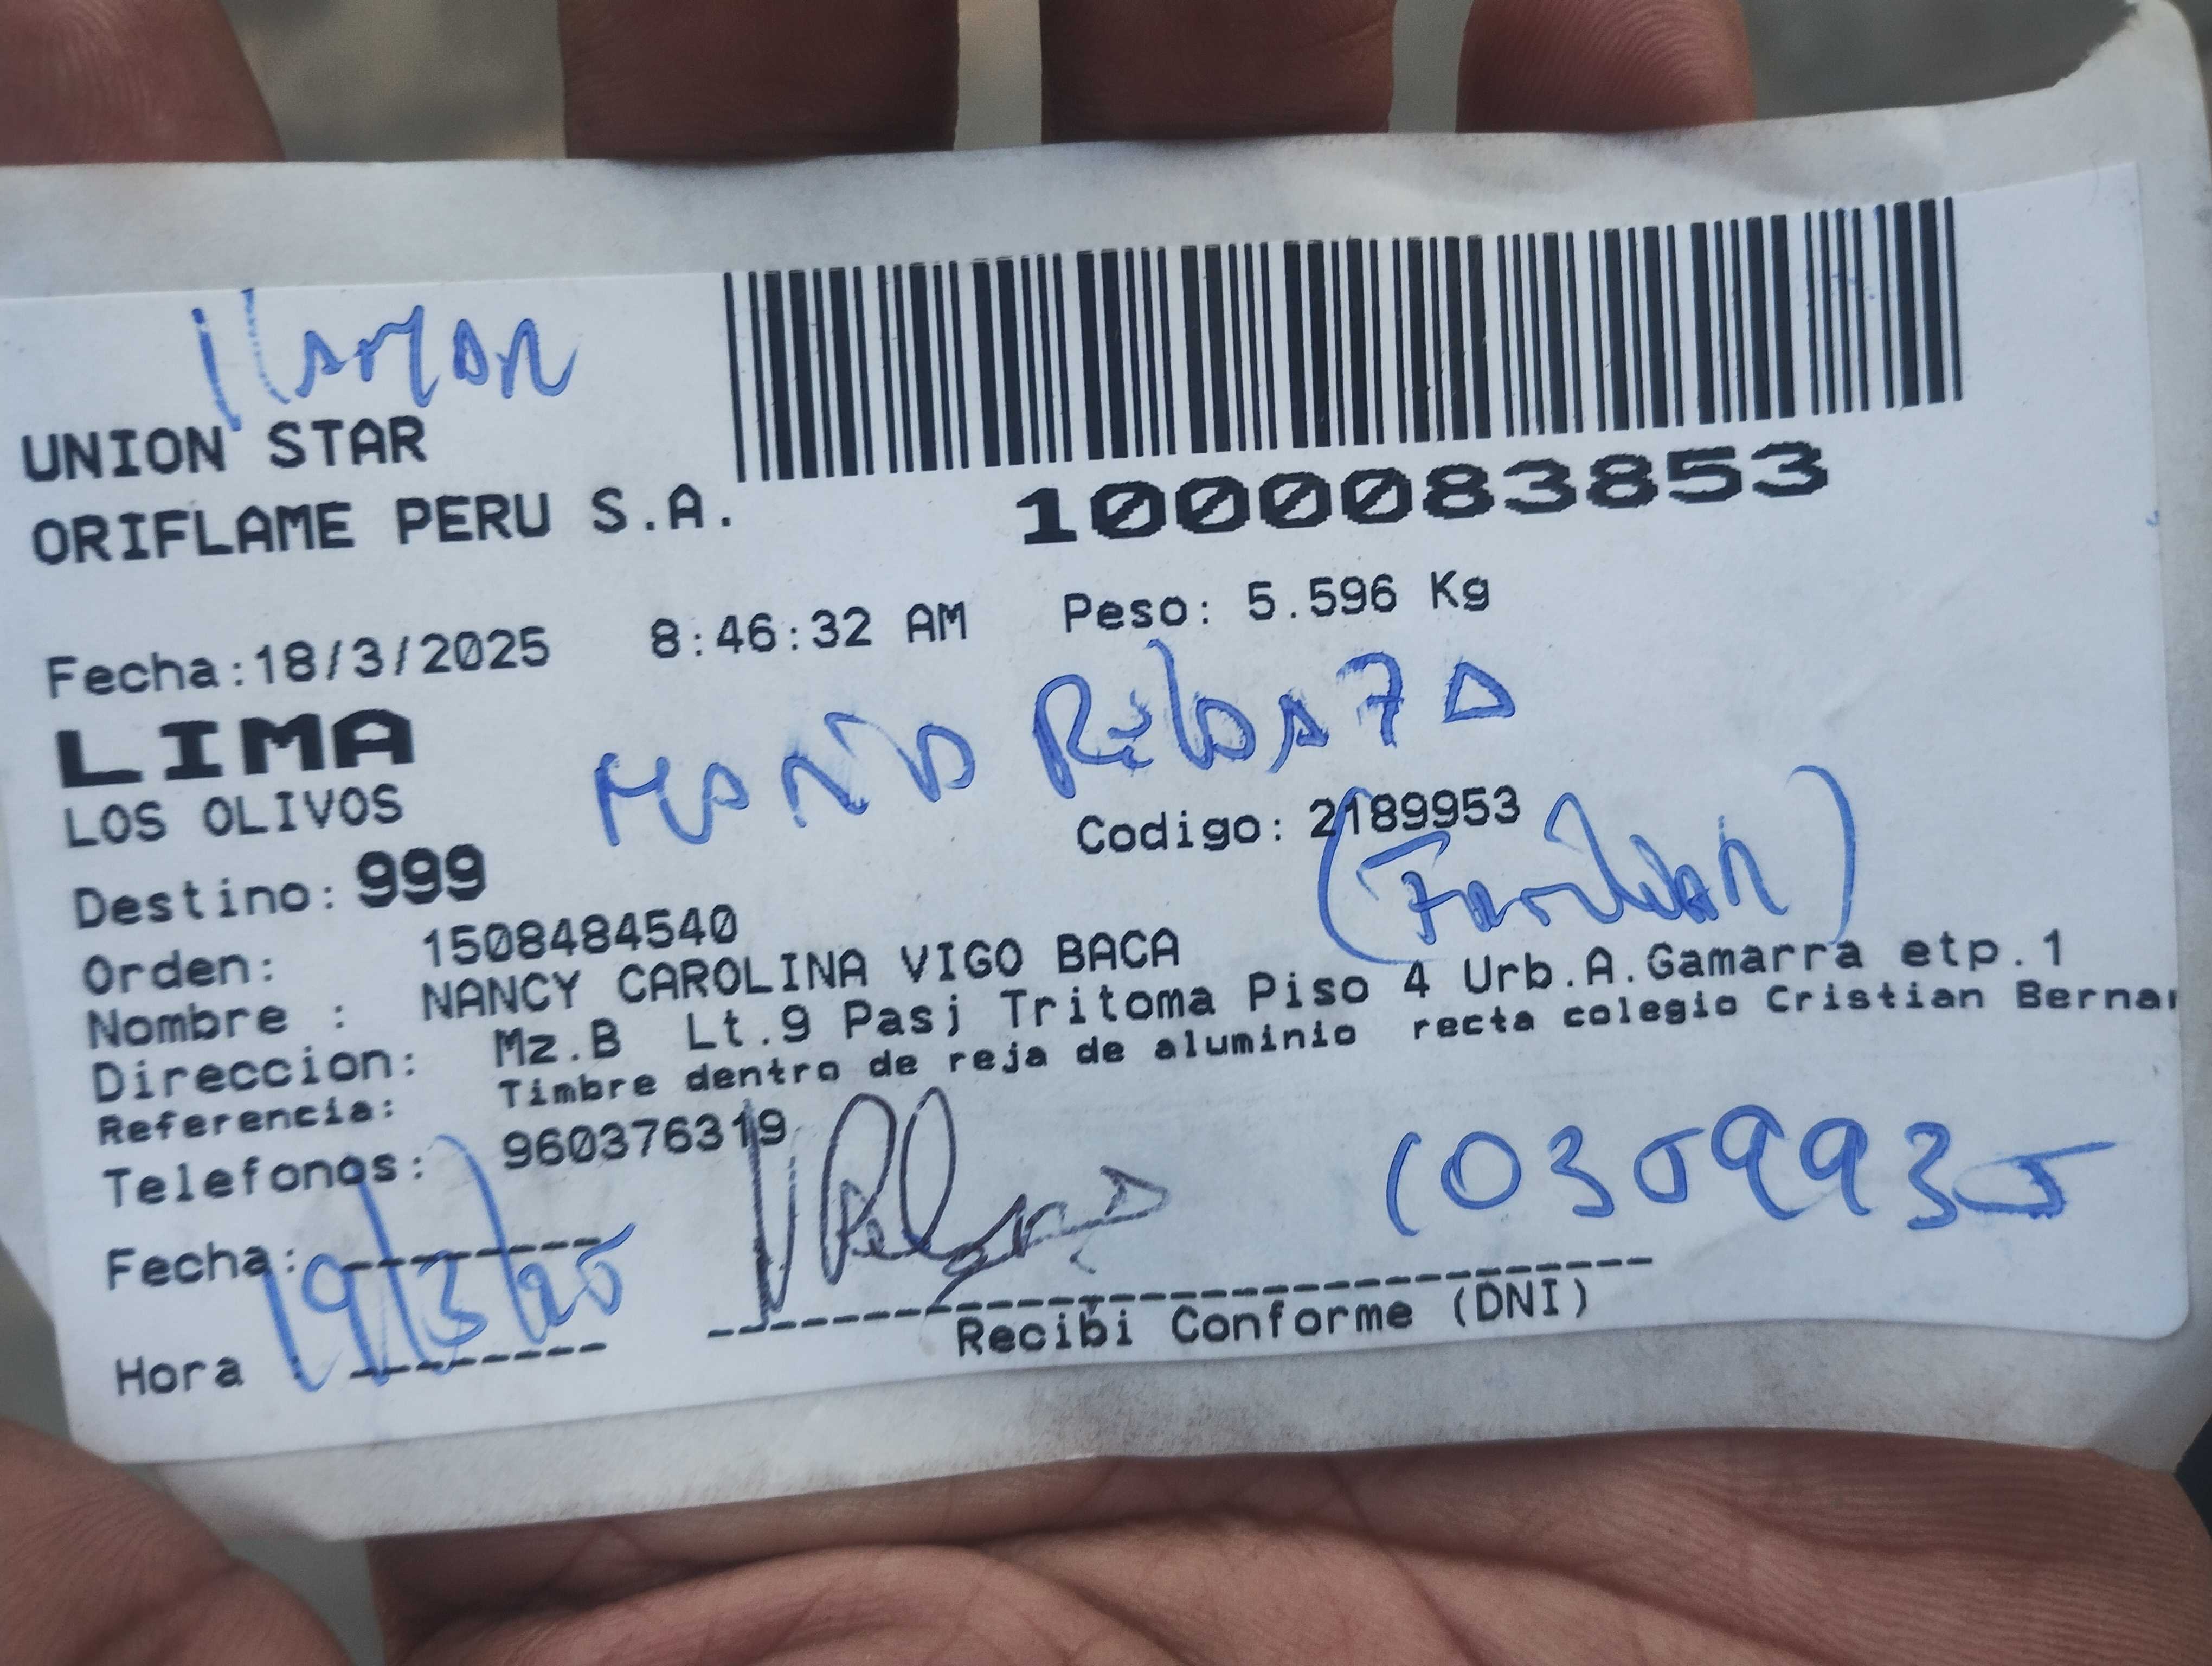 UNION STAR
ORIFLAME PERU S.A.
1000083853
Fecha:18/3/2025 8:46:32 AM Peso: 5.596 Kg
LIMA
LOS OLIVOS
Codigo: 2189953
Destino: 999
Orden: 1508484540
Nombre : NANCY CAROLINA VIGO BACA
Direccion: Mz.B Lt.9 Pasj Tritoma Piso 4 Urb.A.Gamarra etp.1
Referencia: Timbre dentro de reja de aluminio recta colegio Cristian Bernar
Telefonos: 960376319
10309935
Fecha: 19/3/25
Recibi Conforme (DNI)
Hora :